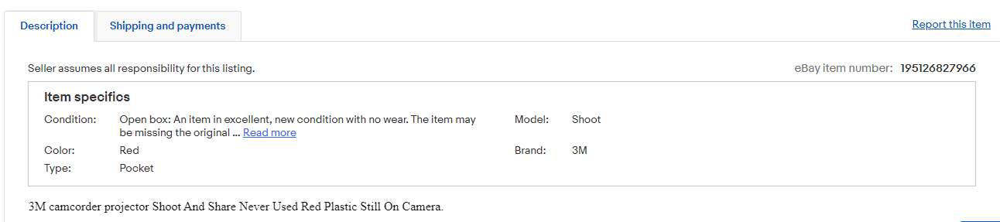 Description
Shipping and payments
Report this item
Seller assumes all responsibility for this listing.
eBay item number: 195126827966
Item specifics
Condition: Open box: An item in excellent, new condition with no wear. The item may
be missing the original ... Read more
Model: Shoot
Color: Red
Brand: 3M
Type: Pocket
3M camcorder projector Shoot And Share Never Used Red Plastic Still On Camera.